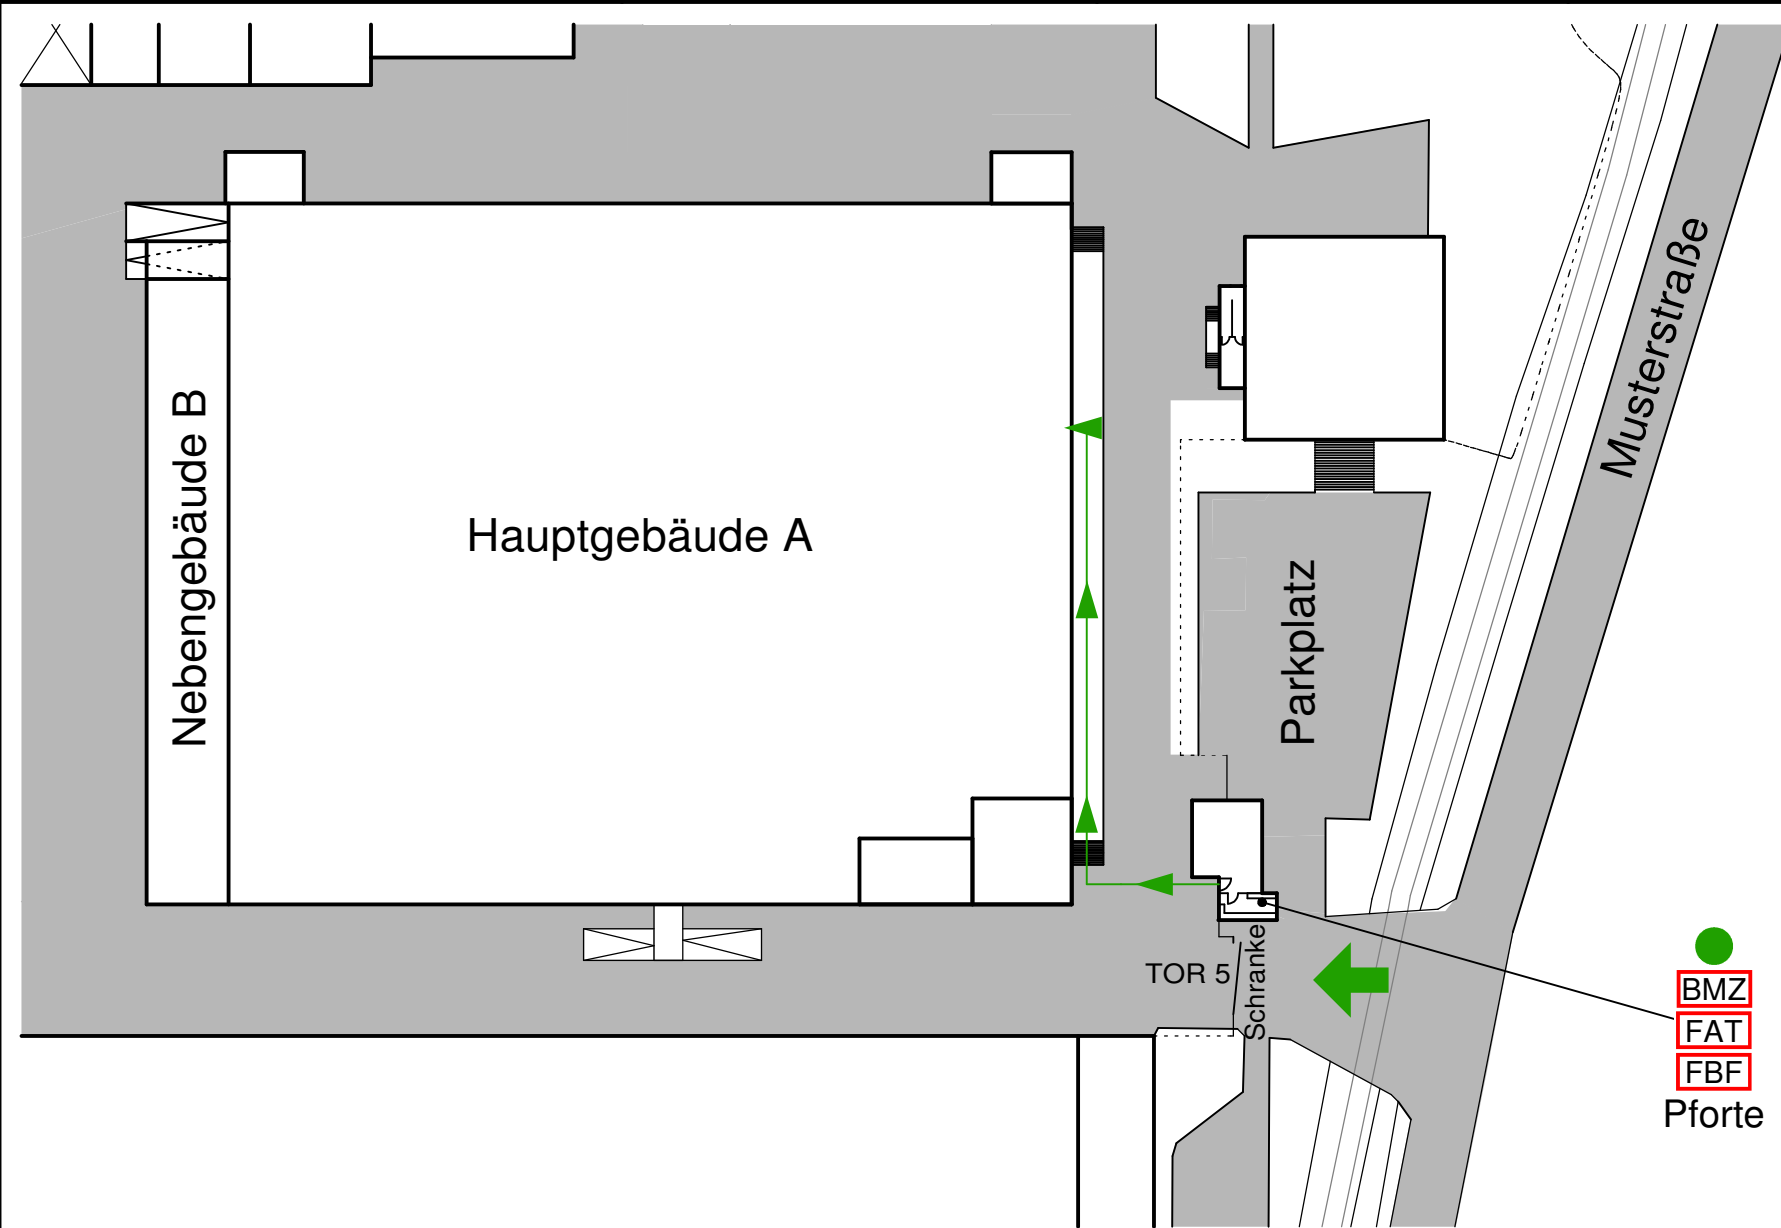 Musterstraße
Nebengebäude B
Hauptgebäude A
Parkplatz
TOR 5
Schranke
BMZ
FAT
FBF
Pforte